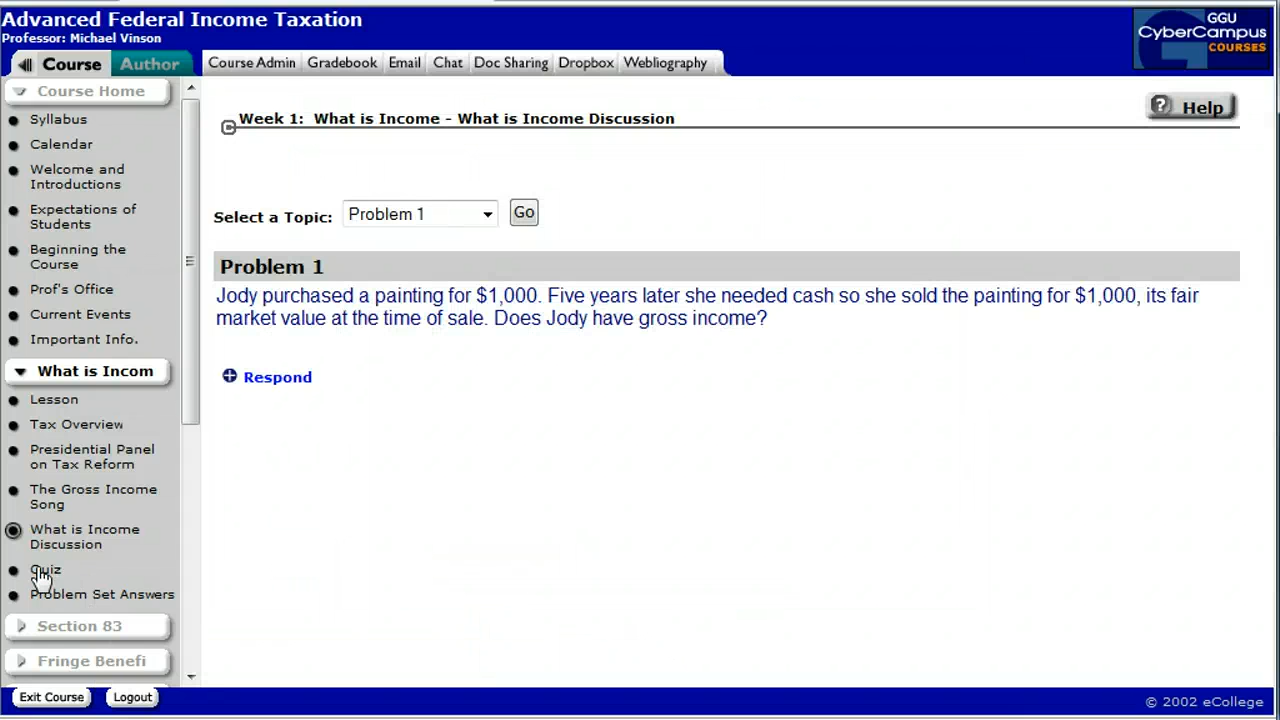 Advanced Federal Income Taxation
Professor: Michael Vinson
GGU
CyberCampus
COURSES
Course
Author
Course Admin
Gradebook
Email
Chat
Doc Sharing
Dropbox
Webliography
Course Home
Syllabus
Calendar
Welcome and
Introductions
Expectations of
Students
Beginning the
Course
Prof's Office
Current Events
Important Info.
What is Incom
Lesson
Tax Overview
Presidential Panel
on Tax Reform
The Gross Income
Song
What is Income
Discussion
Quiz
Problem Set Answers
Section 83
Fringe Benefi
Exit Course
Logout
Help
Week 1: What is Income - What is Income Discussion
Select a Topic: Problem 1 Go
Problem 1
Jody purchased a painting for $1,000. Five years later she needed cash so she sold the painting for $1,000, its fair
market value at the time of sale. Does Jody have gross income?
Respond
© 2002 eCollege